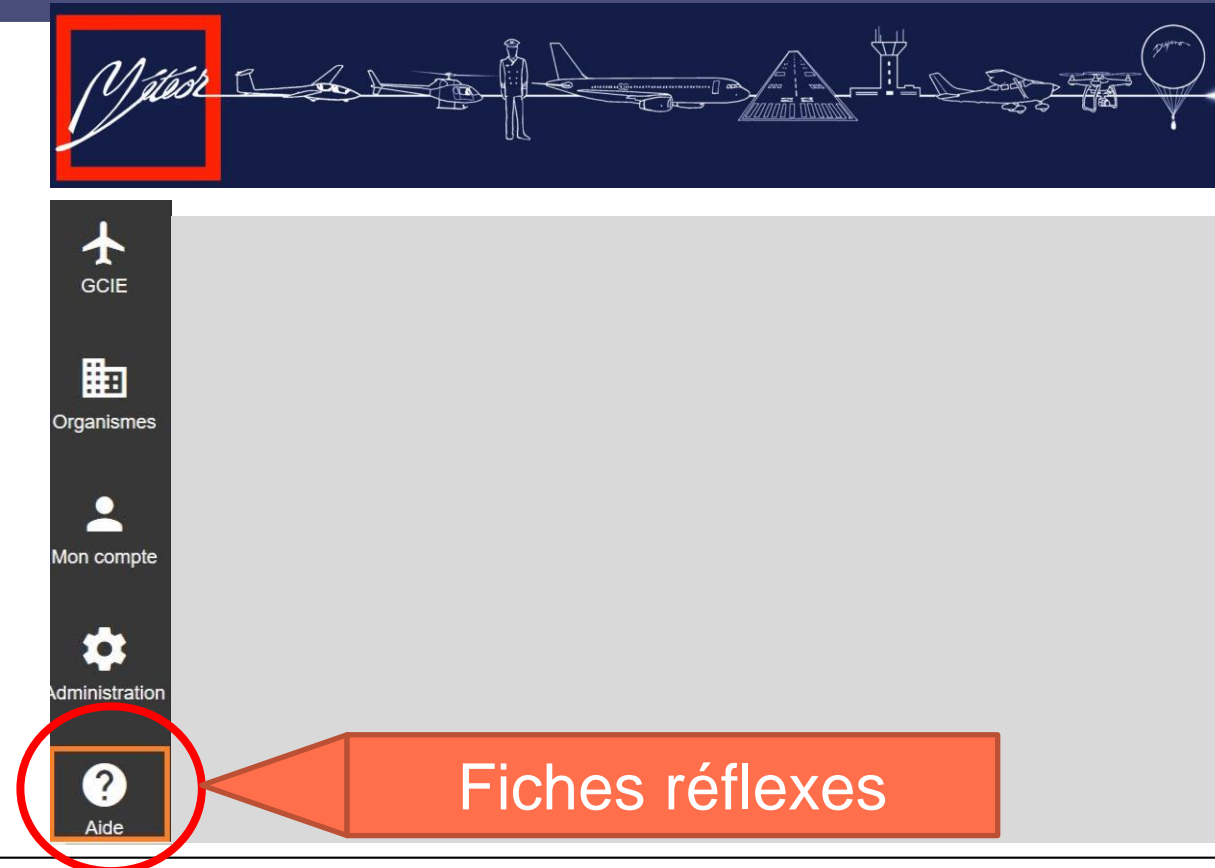 Météor
GCIE
Organismes
Mon compte
Administration
Aide
Fiches réflexes